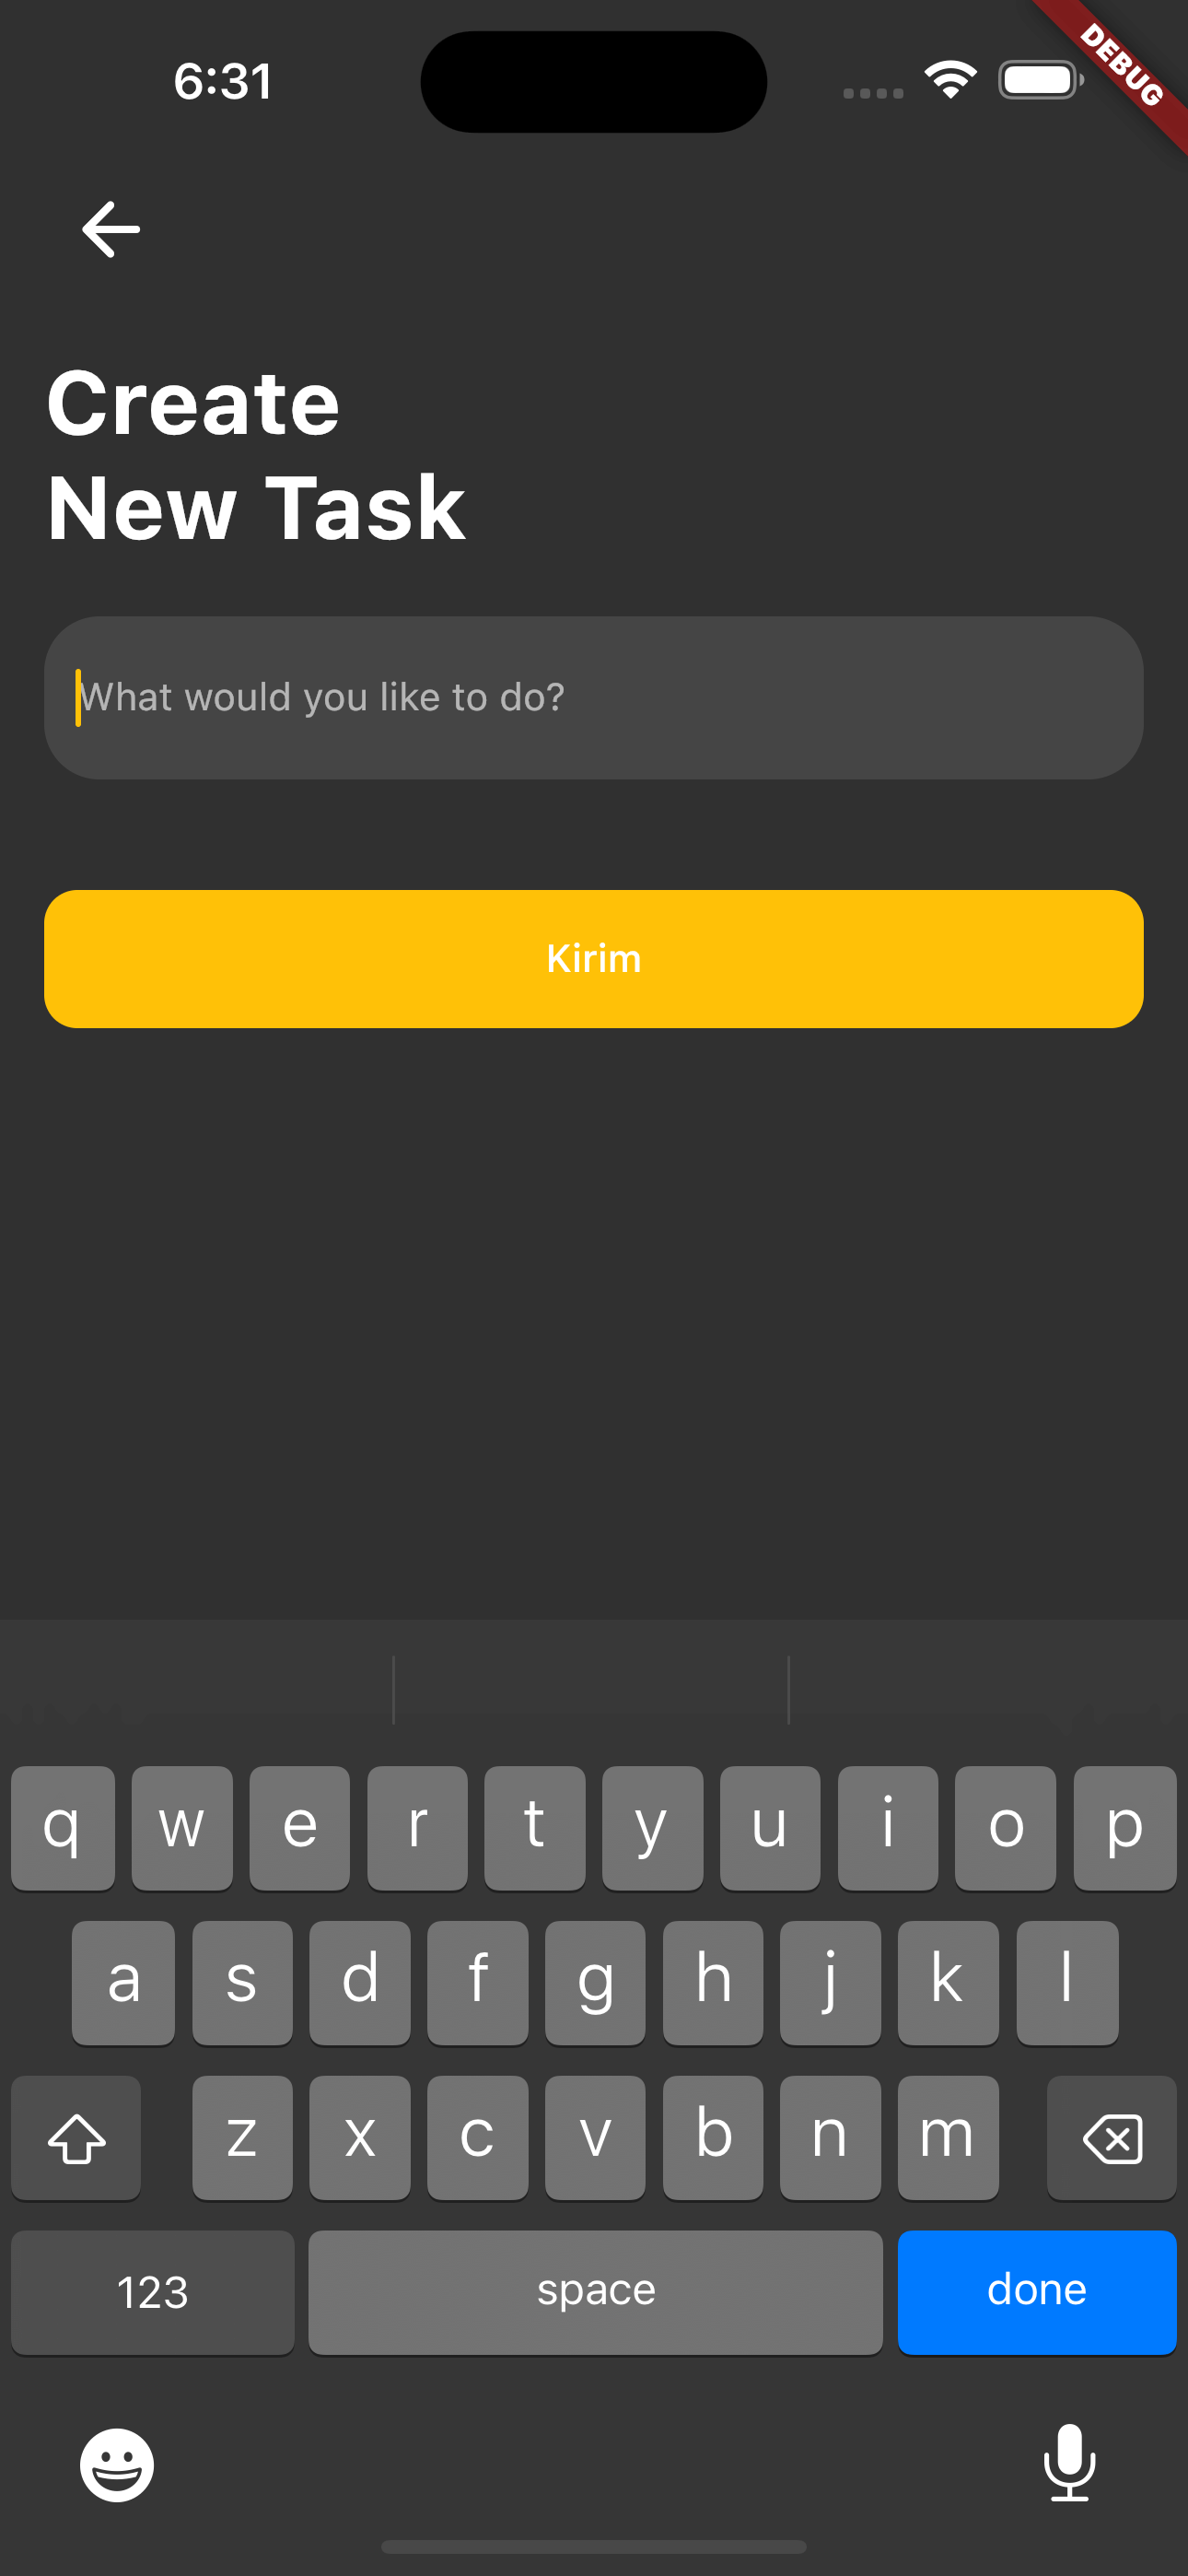 6:31
DEBUG
Create
New Task
What would you like to do?
Kirim
q w e r t y u i o p
a s d f g h j k l
z x c v b n m
123 space done